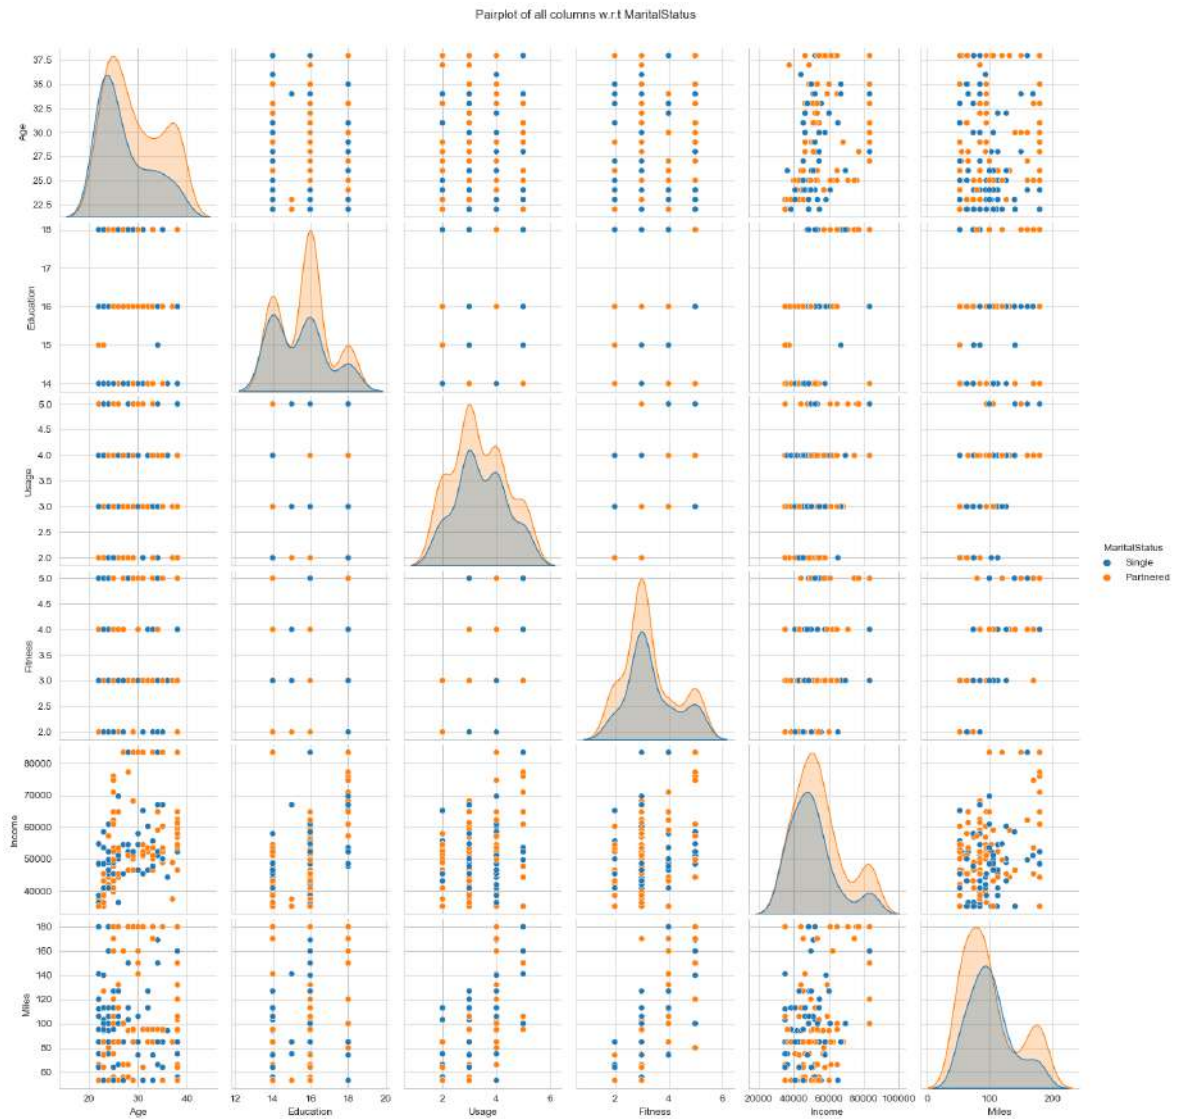 Pairplot of all columns w.r.t MaritalStatus
37.5
35.0
32.5
30.0
27.5
25.0
22.5
Age
18
17
16
15
14
Education
5.0
4.5
4.0
3.5
3.0
2.5
2.0
Usage
5.0
4.5
4.0
3.5
3.0
2.5
2.0
Fitness
MaritalStatus
Single
Partnered
80000
70000
60000
50000
40000
Income
180
160
140
120
100
80
60
Miles
20 30 40
Age
12 14 16 18 20
Education
2 4 6
Usage
2 4 6
Fitness
20000 40000 60000 80000 100000
Income
0 100 200
Miles